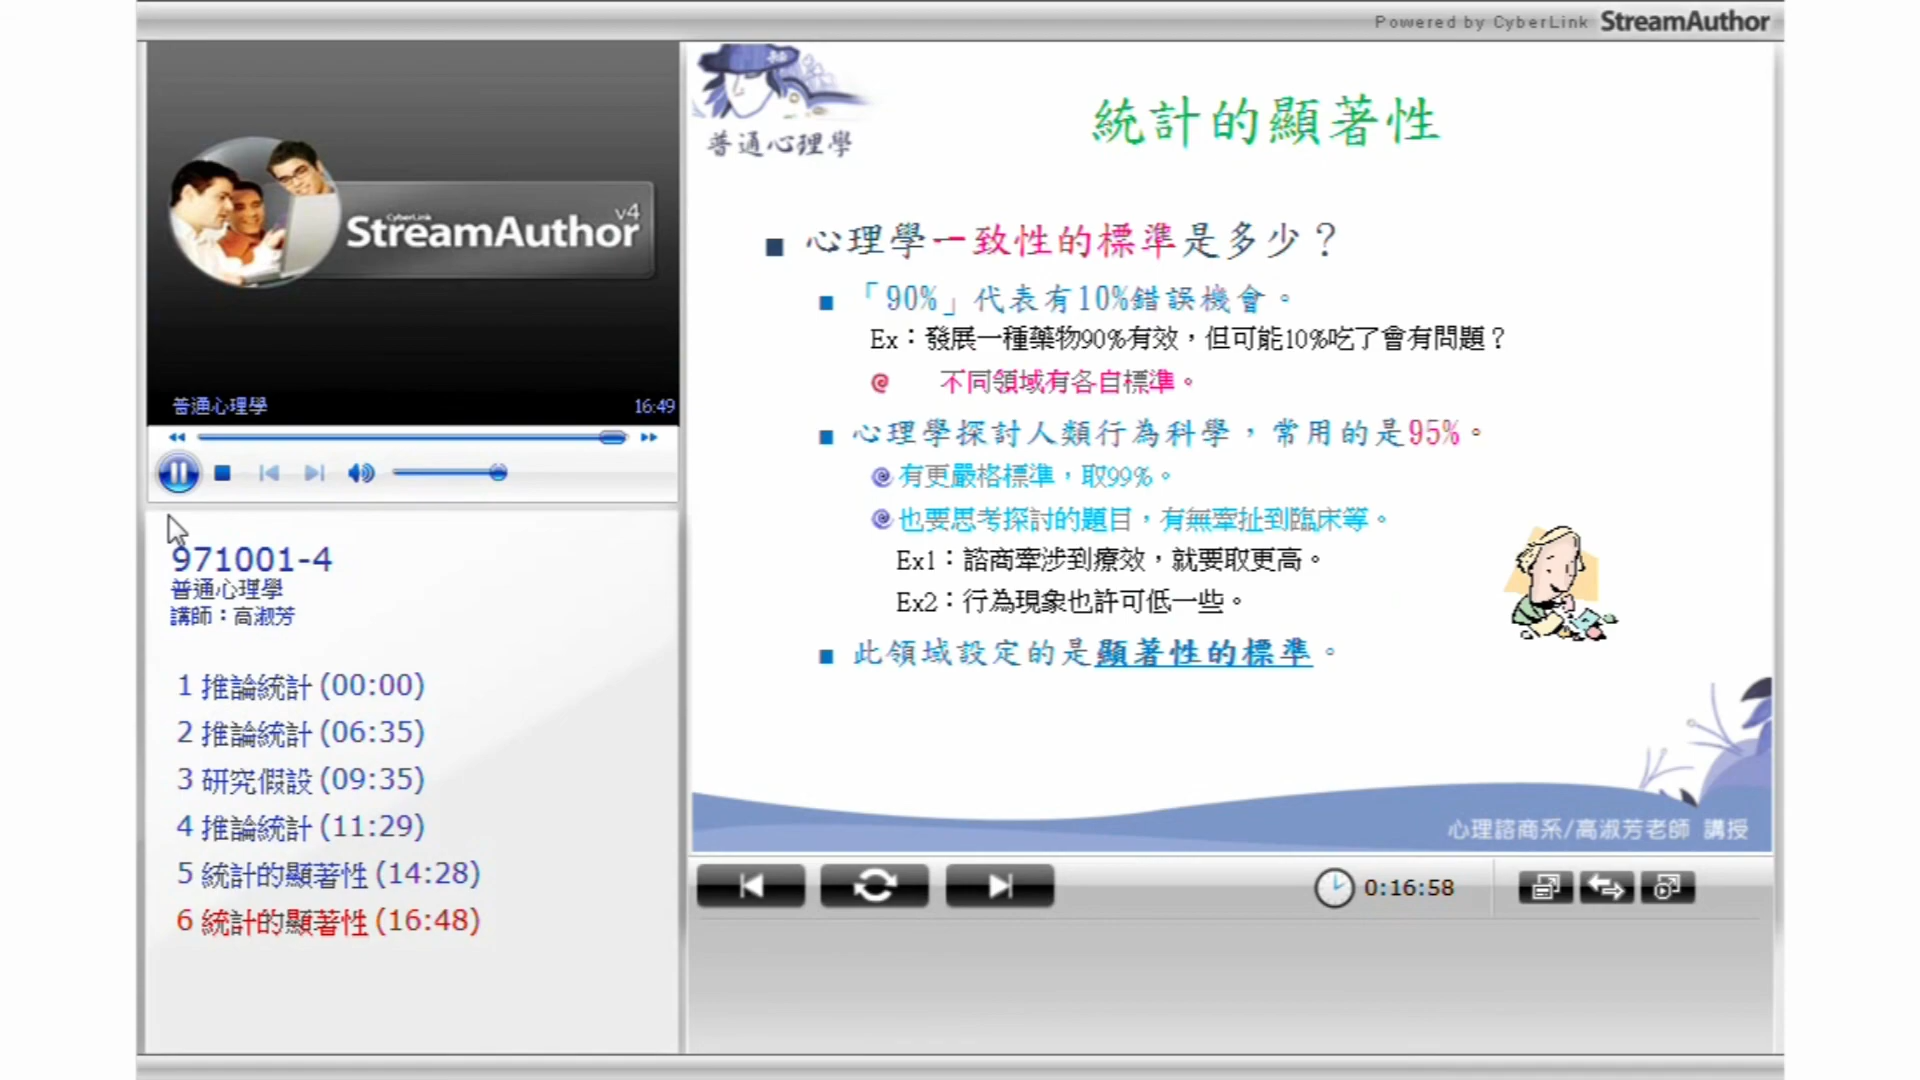 Powered by CyberLink StreamAuthor
CyberLink
StreamAuthor v4
普通心理學 16:49
971001-4
普通心理學
講師：高淑芳
1 推論統計 (00:00)
2 推論統計 (06:35)
3 研究假設 (09:35)
4 推論統計 (11:29)
5 統計的顯著性 (14:28)
6 統計的顯著性 (16:48)
普通心理學
統計的顯著性
心理學一致性的標準是多少？
「90%」代表有10%錯誤機會。
Ex：發展一種藥物90%有效，但可能10%吃了會有問題？
不同領域有各自標準。
心理學探討人類行為科學，常用的是95%。
有更嚴格標準，取99%。
也要思考探討的題目，有無牽扯到臨床等。
Ex1：諮商牽涉到療效，就要取更高。
Ex2：行為現象也許可低一些。
此領域設定的是顯著性的標準。
心理諮商系/高淑芳老師 講授
0:16:58